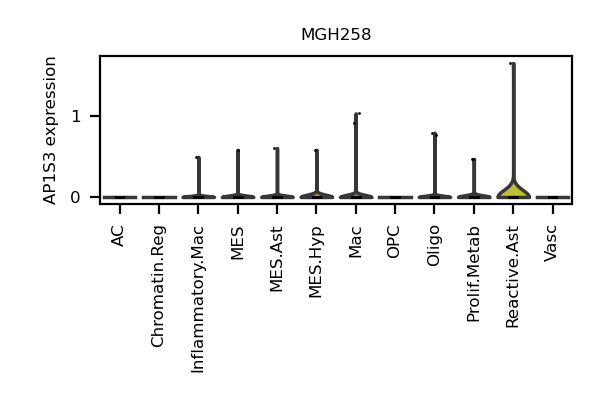 MGH258
AP1S3 expression
1
0
AC
Chromatin.Reg
Inflammatory.Mac
MES
MES.Ast
MES.Hyp
Mac
OPC
Oligo
Prolif.Metab
Reactive.Ast
Vasc